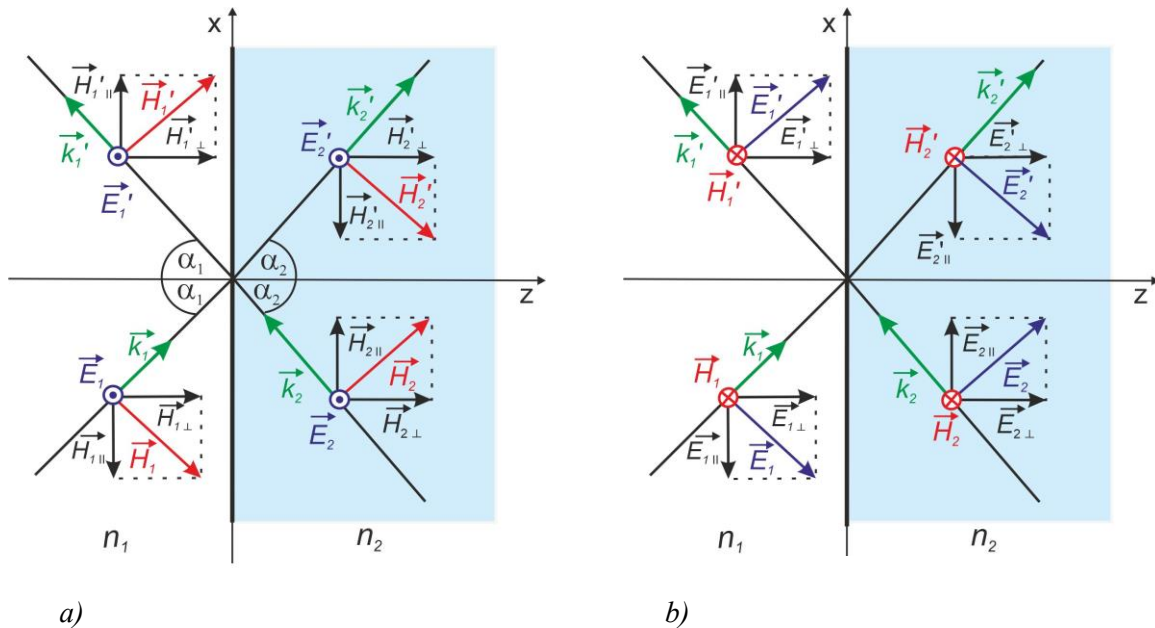 x
x
H₁'∥
H₁'
k₁'
H₁'⊥
E₁'
k₂'
E₂'
H₂'⊥
H₂'
H₂'∥
α₁
α₂
α₁
α₂
z
k₁
E₁
H₁⊥
H₁∥
H₁
H₂∥
H₂
k₂
E₂
H₂⊥
n₁
n₂
E₁'∥
E₁'
k₁'
E₁'⊥
H₁'
k₂'
H₂'
E₂'⊥
E₂'
E₂'∥
z
k₁
H₁
E₁⊥
E₁∥
E₁
E₂∥
E₂
k₂
H₂
E₂⊥
n₁
n₂
a)
b)